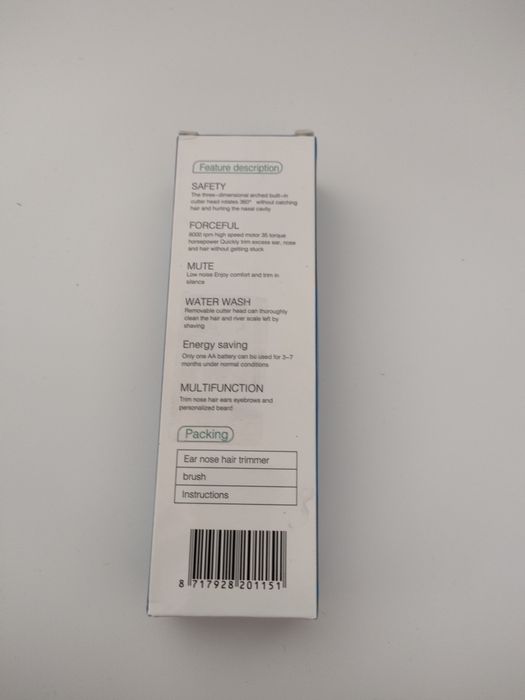 Feature description
SAFETY
The three-dimensional arched built-in
cutter head rotates 360° without catching
hair and hurting the nasal cavity
FORCEFUL
8000 rpm high speed motor 35 torque
horsepower Quickly trim excess ear, nose
and hair without getting stuck
MUTE
Low noise Enjoy comfort and trim in
silence
WATER WASH
Removable cutter head can thoroughly
clean the hair and river scale left by
shaving
Energy saving
Only one AA battery can be used for 3-7
months under normal conditions
MULTIFUNCTION
Trim nose hair ears eyebrows and
personalized beard
Packing
Ear nose hair trimmer
brush
Instructions
8 717928 201151